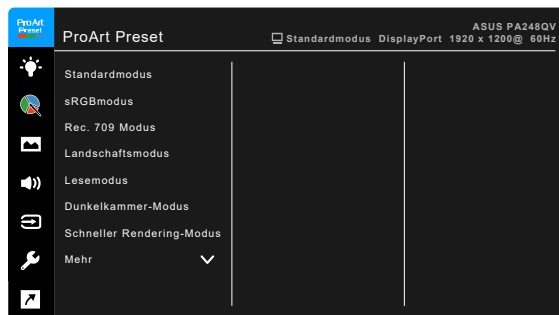 ProArt
Preset
ProArt Preset
ASUS PA248QV
Standardmodus DisplayPort 1920 x 1200@ 60Hz
Standardmodus
sRGBmodus
Rec. 709 Modus
Landschaftsmodus
Lesemodus
Dunkelkammer-Modus
Schneller Rendering-Modus
Mehr